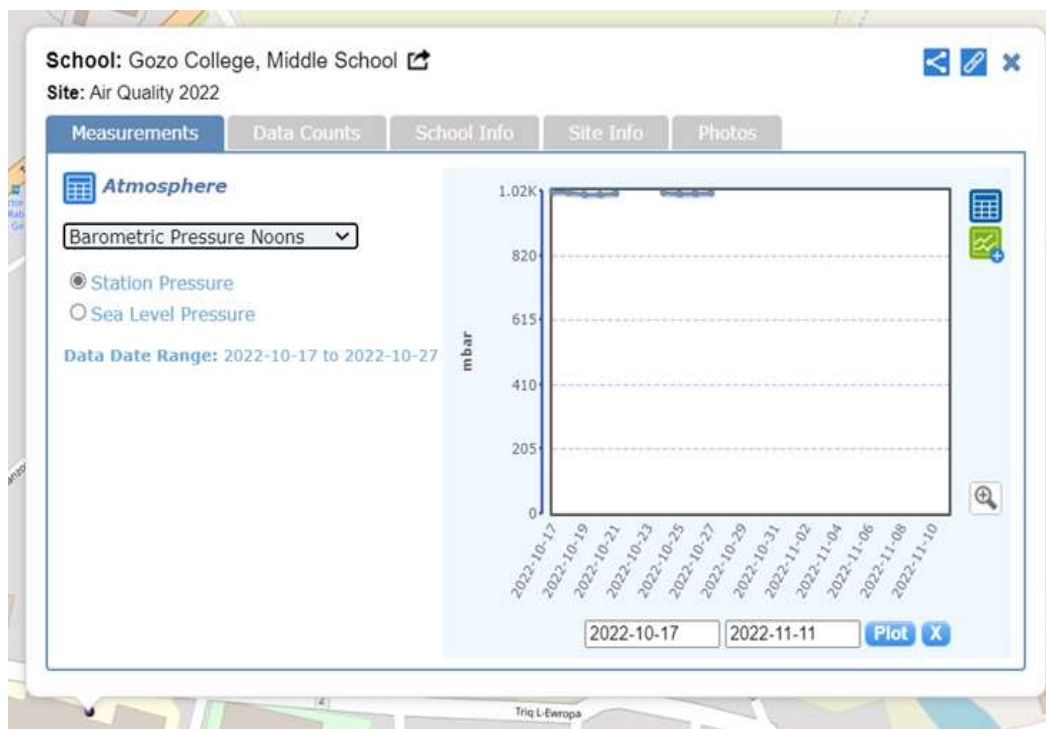 School: Gozo College, Middle School
Site: Air Quality 2022
Measurements
Data Counts
School Info
Site Info
Photos
Atmosphere
Barometric Pressure Noons
Station Pressure
Sea Level Pressure
Data Date Range: 2022-10-17 to 2022-10-27
1.02K
820
615
410
205
0
mbar
2022-10-17
2022-10-19
2022-10-21
2022-10-23
2022-10-25
2022-10-27
2022-10-29
2022-10-31
2022-11-02
2022-11-04
2022-11-06
2022-11-08
2022-11-10
2022-10-17
2022-11-11
Plot
X
Triq L-Ewropa